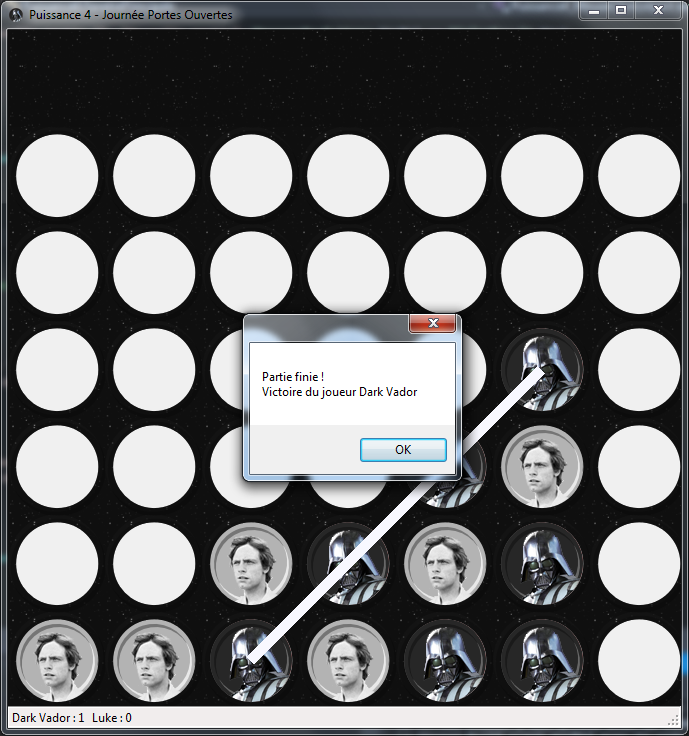 Puissance 4 - Journée Portes Ouvertes
Partie finie !
Victoire du joueur Dark Vador
OK
Dark Vador : 1 Luke : 0